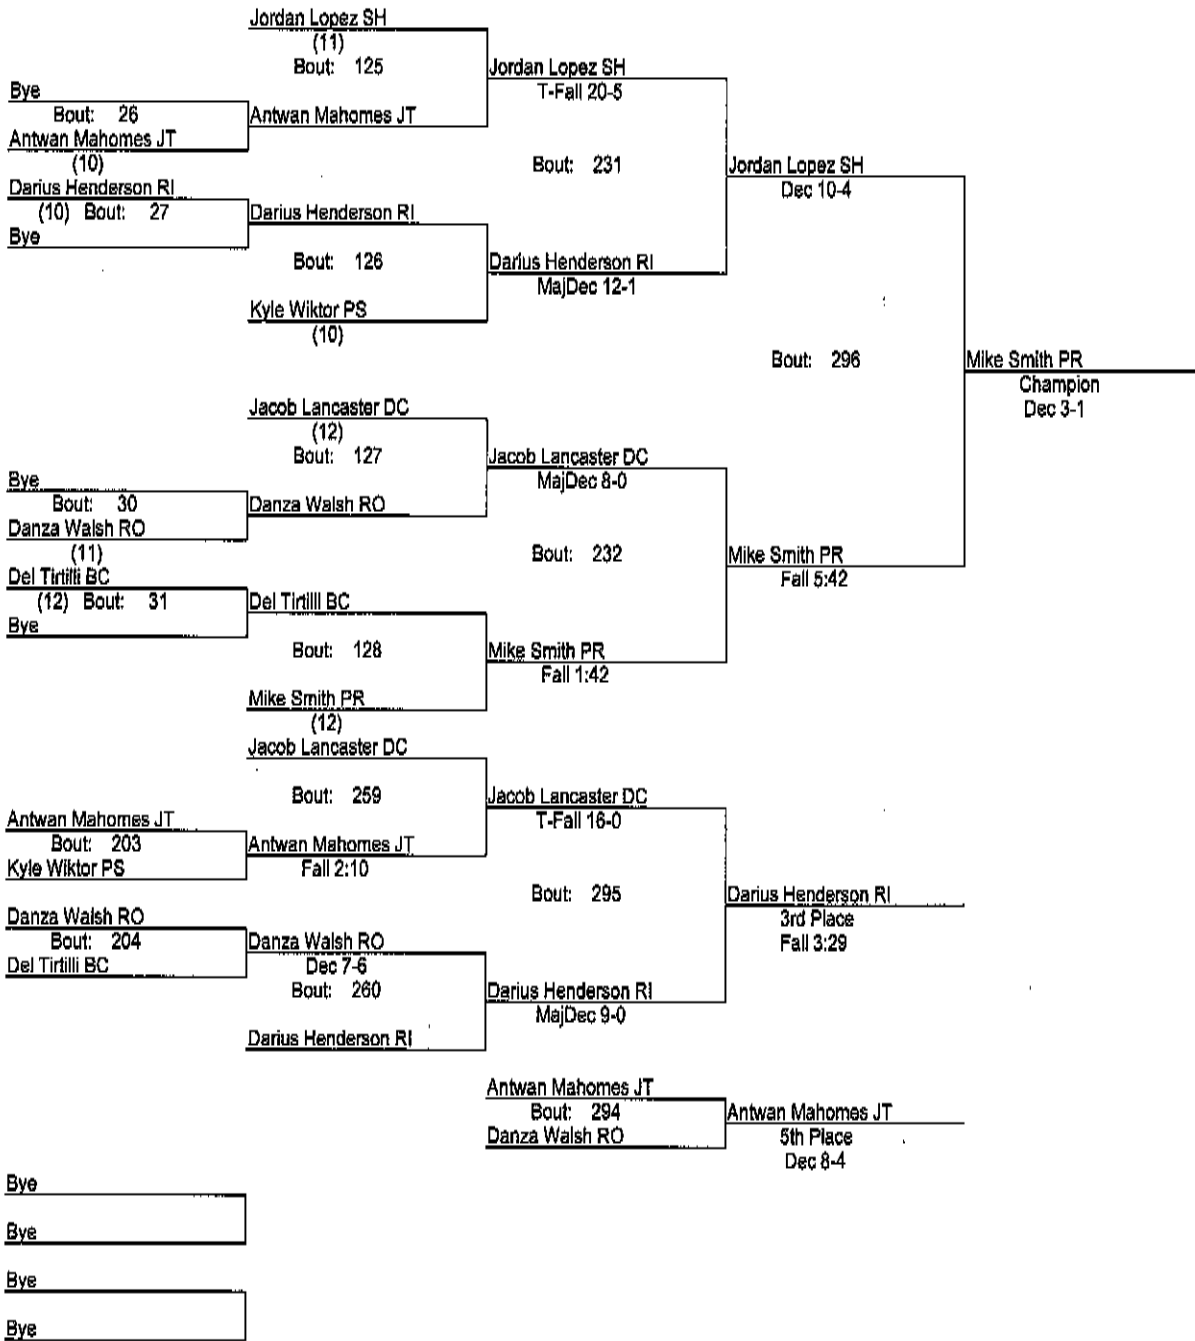 Jordan Lopez SH
(11)
Bout: 125
Jordan Lopez SH
T-Fall 20-5
Bye
Bout: 26
Antwan Mahomes JT
Antwan Mahomes JT
(10)
Bout: 231
Jordan Lopez SH
Dec 10-4
Darius Henderson RI
(10) Bout: 27
Darius Henderson RI
Bye
Bout: 126
Darius Henderson RI
MajDec 12-1
Kyle Wiktor PS
(10)
Bout: 296
Mike Smith PR
Champion
Dec 3-1
Jacob Lancaster DC
(12)
Bout: 127
Jacob Lancaster DC
MajDec 8-0
Bye
Bout: 30
Danza Walsh RO
Danza Walsh RO
(11)
Bout: 232
Mike Smith PR
Fall 5:42
Del Tirtilli BC
(12) Bout: 31
Del Tirtilli BC
Bye
Bout: 128
Mike Smith PR
Fall 1:42
Mike Smith PR
(12)
Jacob Lancaster DC
Bout: 259
Jacob Lancaster DC
T-Fall 16-0
Antwan Mahomes JT
Bout: 203
Antwan Mahomes JT
Fall 2:10
Kyle Wiktor PS
Bout: 295
Darius Henderson RI
3rd Place
Fall 3:29
Danza Walsh RO
Bout: 204
Danza Walsh RO
Dec 7-6
Del Tirtilli BC
Bout: 260
Darius Henderson RI
MajDec 9-0
Darius Henderson RI
Antwan Mahomes JT
Bout: 294
Antwan Mahomes JT
5th Place
Dec 8-4
Danza Walsh RO
Bye
Bye
Bye
Bye